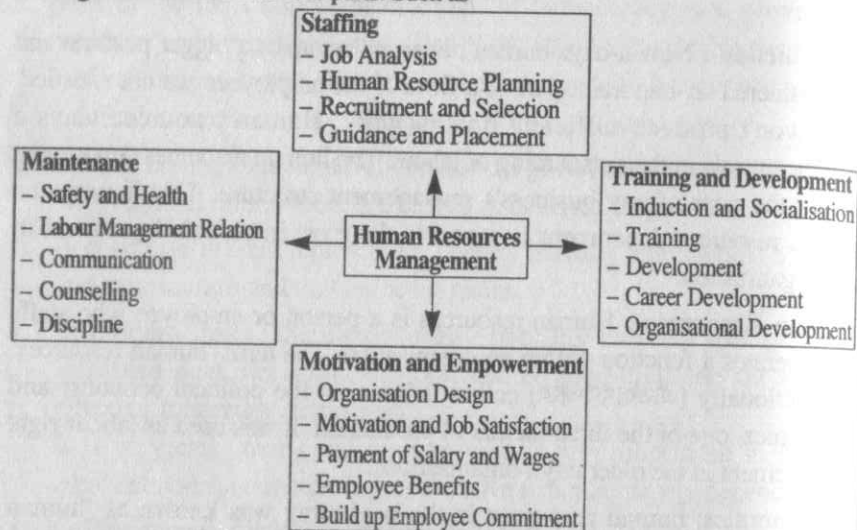 Staffing
– Job Analysis
– Human Resource Planning
– Recruitment and Selection
– Guidance and Placement
Maintenance
– Safety and Health
– Labour Management Relation
– Communication
– Counselling
– Discipline
Human Resources
Management
Training and Development
– Induction and Socialisation
– Training
– Development
– Career Development
– Organisational Development
Motivation and Empowerment
– Organisation Design
– Motivation and Job Satisfaction
– Payment of Salary and Wages
– Employee Benefits
– Build up Employee Commitment